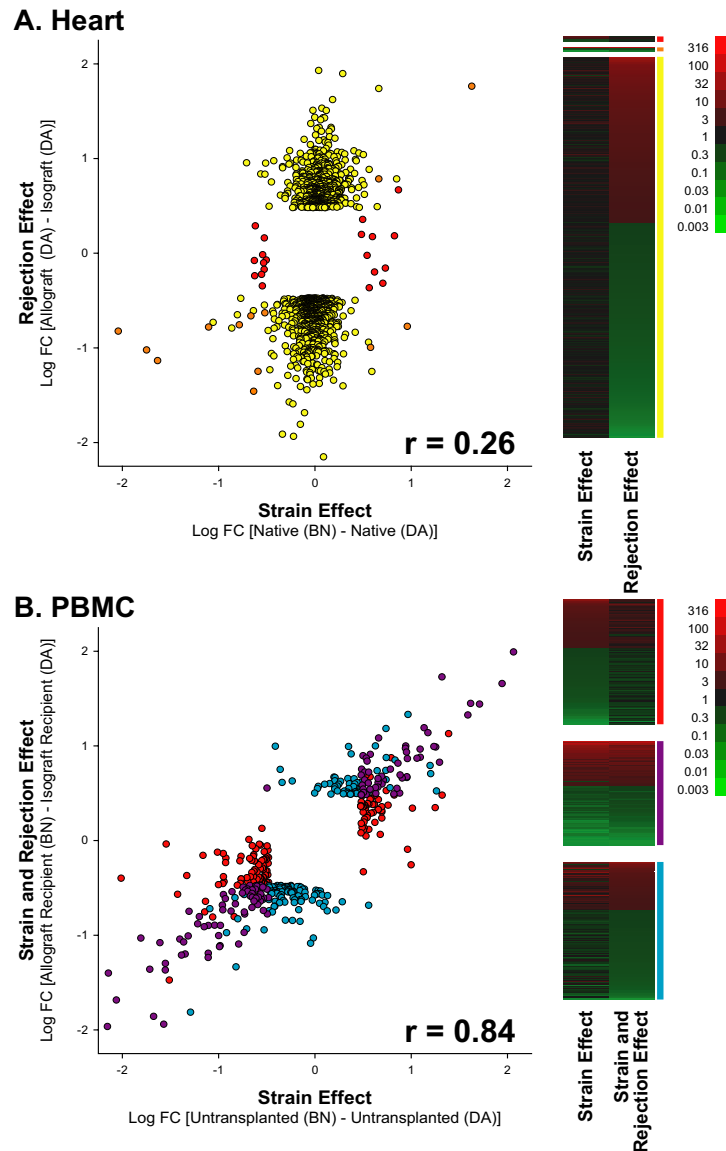 A. Heart
2
1
0
-1
-2
Rejection Effect
Log FC [Allograft (DA) - Isograft (DA)]
r = 0.26
-2
-1
0
1
2
Strain Effect
Log FC [Native (BN) - Native (DA)]
Strain Effect
Rejection Effect
316
100
32
10
3
1
0.3
0.1
0.03
0.01
0.003
B. PBMC
2
1
0
-1
-2
Strain and Rejection Effect
Log FC [Allograft Recipient (BN) - Isograft Recipient (DA)]
r = 0.84
-2
-1
0
1
2
Strain Effect
Log FC [Untransplanted (BN) - Untransplanted (DA)]
Strain Effect
Strain and
Rejection Effect
316
100
32
10
3
1
0.3
0.1
0.03
0.01
0.003